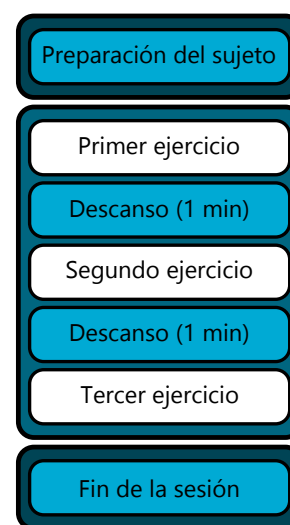 Preparación del sujeto
Primer ejercicio
Descanso (1 min)
Segundo ejercicio
Descanso (1 min)
Tercer ejercicio
Fin de la sesión